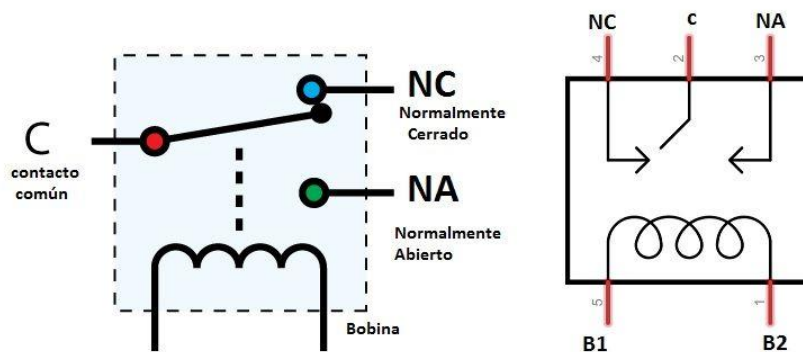 NC
Normalmente
Cerrado
C
contacto
común
NA
Normalmente
Abierto
Bobina
NC
c
NA
4
2
3
5
1
B1
B2